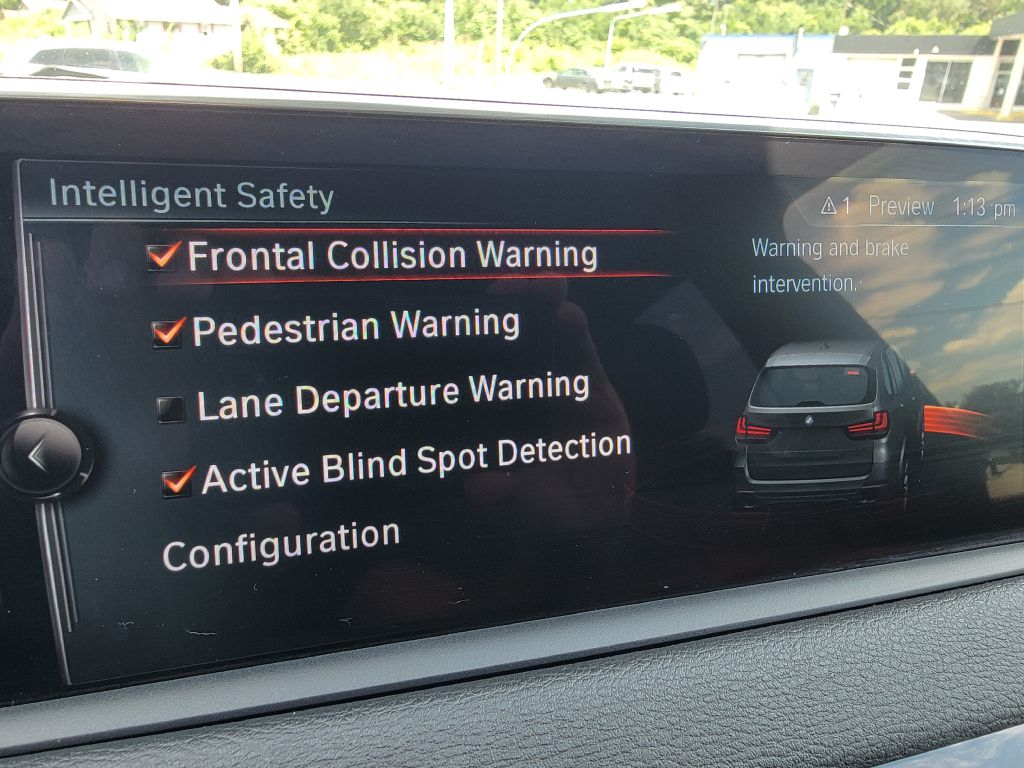 Intelligent Safety
1 Preview 1:13 pm
Frontal Collision Warning
Pedestrian Warning
Lane Departure Warning
Active Blind Spot Detection
Configuration
Warning and brake
intervention.